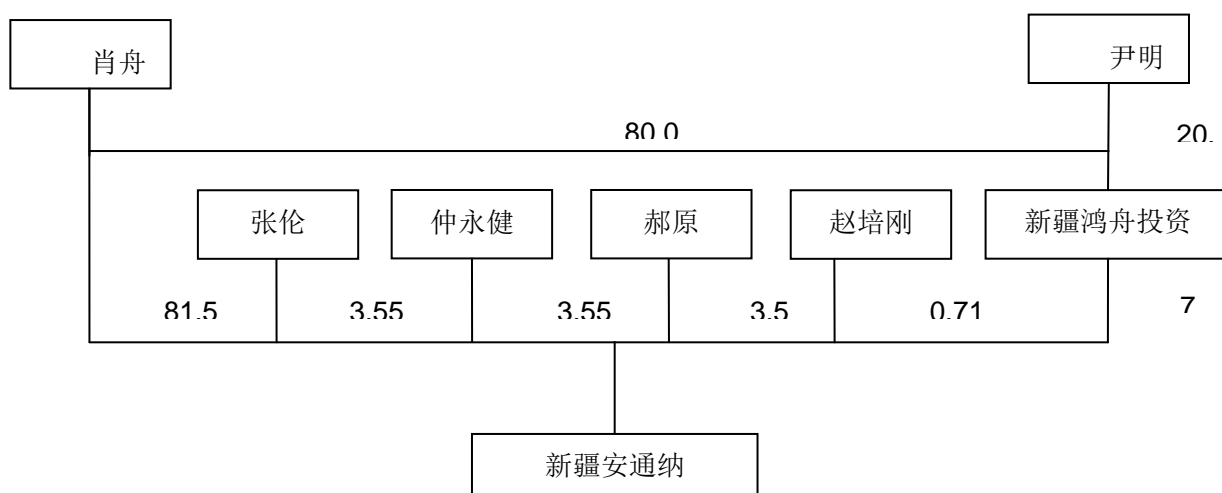 肖舟
尹明
80.0
20.
张伦
仲永健
郝原
赵培刚
新疆鸿舟投资
81.5
3.55
3.55
3.5
0.71
7
新疆安通纳